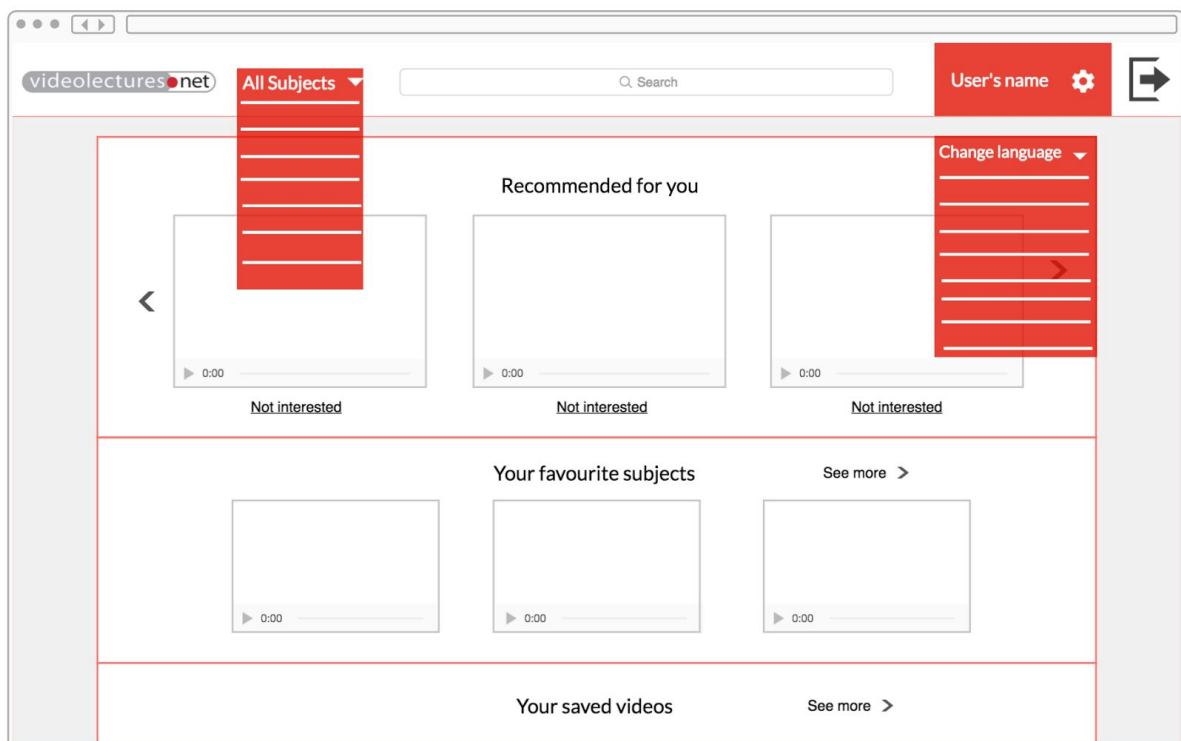 videolectures.net
All Subjects
Search
User's name
Change language
Recommended for you
0:00
0:00
0:00
Not interested
Not interested
Not interested
Your favourite subjects
See more >
0:00
0:00
0:00
Your saved videos
See more >